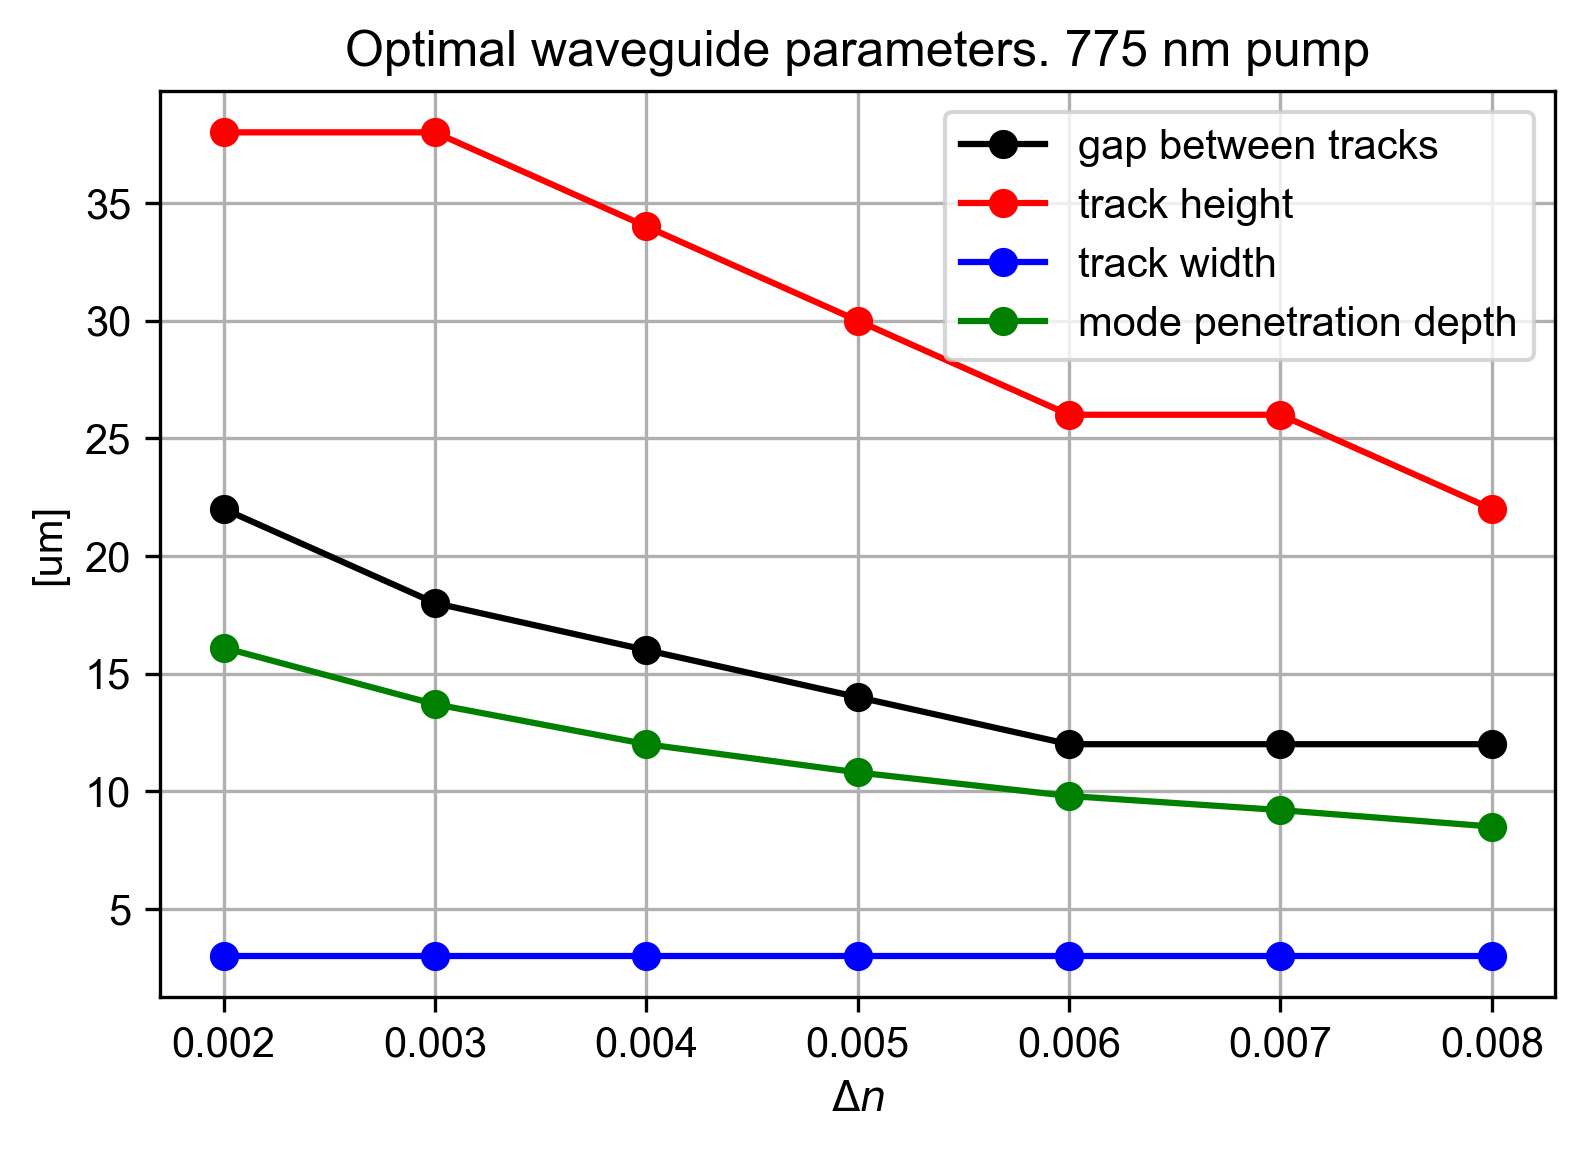 Optimal waveguide parameters. 775 nm pump
gap between tracks
track height
track width
mode penetration depth
[um]
35
30
25
20
15
10
5
0.002 0.003 0.004 0.005 0.006 0.007 0.008
Δn